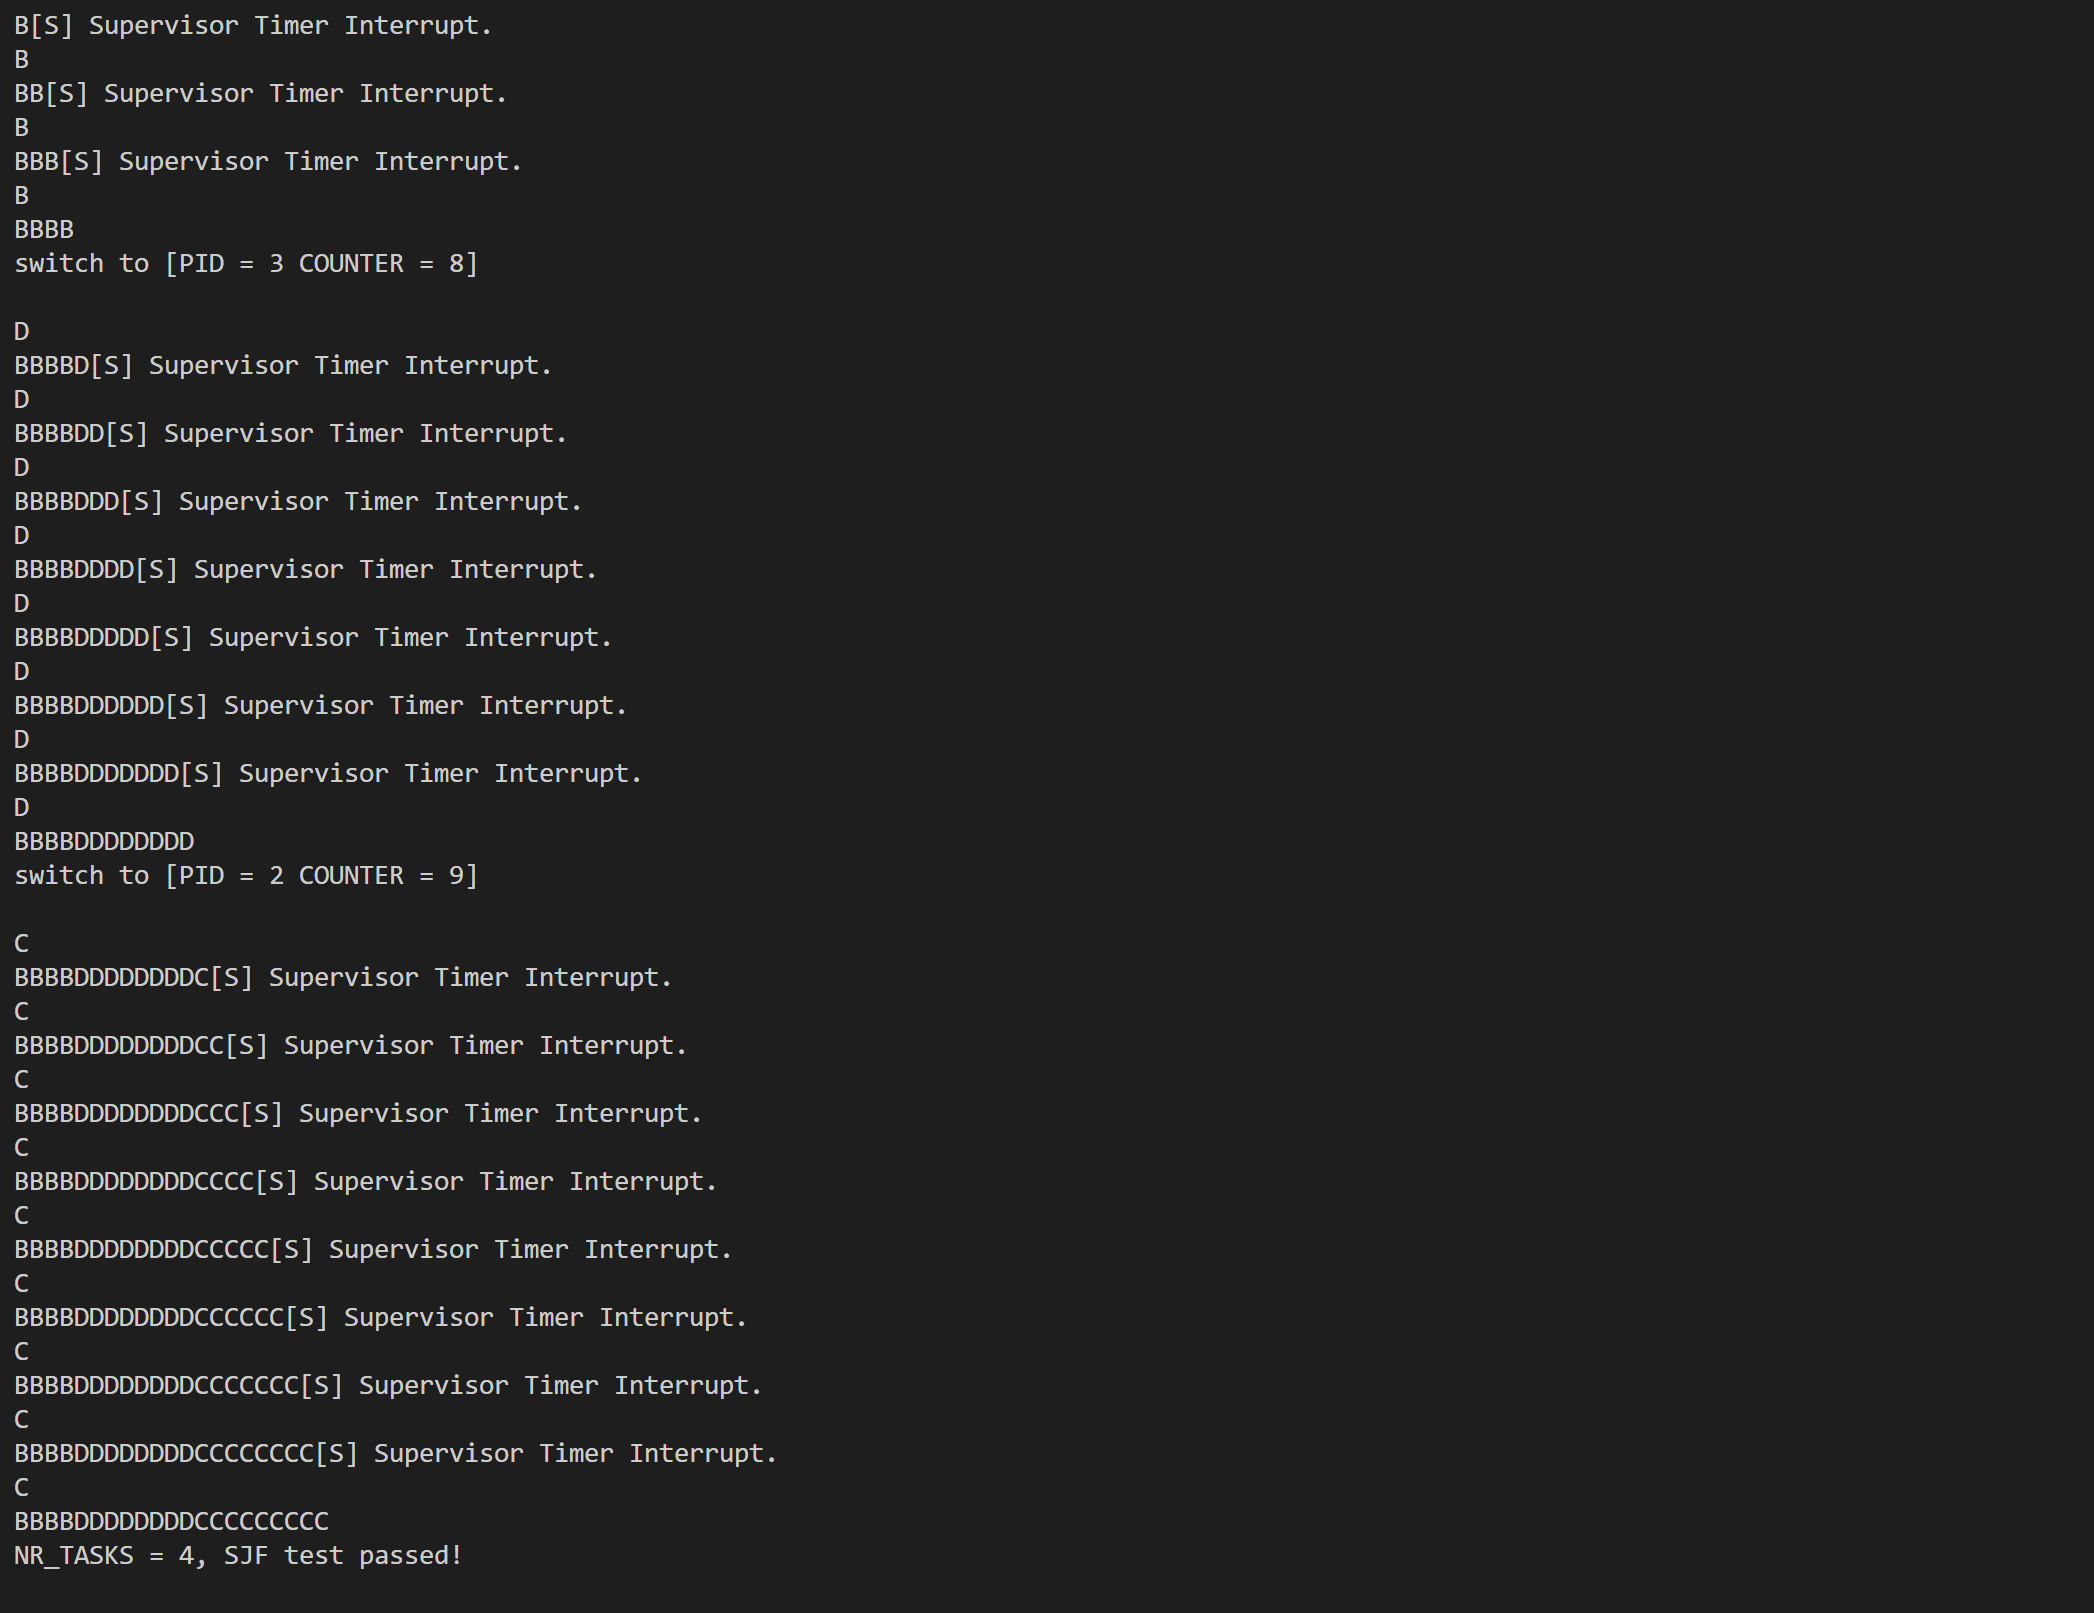 B[S] Supervisor Timer Interrupt.
B
BB[S] Supervisor Timer Interrupt.
B
BBB[S] Supervisor Timer Interrupt.
B
BBBB
switch to [PID = 3 COUNTER = 8]
D
BBBBD[S] Supervisor Timer Interrupt.
D
BBBBDD[S] Supervisor Timer Interrupt.
D
BBBBDDD[S] Supervisor Timer Interrupt.
D
BBBBDDDD[S] Supervisor Timer Interrupt.
D
BBBBDDDDD[S] Supervisor Timer Interrupt.
D
BBBBDDDDDD[S] Supervisor Timer Interrupt.
D
BBBBDDDDDDD[S] Supervisor Timer Interrupt.
D
BBBBDDDDDDDD
switch to [PID = 2 COUNTER = 9]
C
BBBBDDDDDDDDC[S] Supervisor Timer Interrupt.
C
BBBBDDDDDDDDCC[S] Supervisor Timer Interrupt.
C
BBBBDDDDDDDDCCC[S] Supervisor Timer Interrupt.
C
BBBBDDDDDDDDCCCC[S] Supervisor Timer Interrupt.
C
BBBBDDDDDDDDCCCCC[S] Supervisor Timer Interrupt.
C
BBBBDDDDDDDDCCCCCC[S] Supervisor Timer Interrupt.
C
BBBBDDDDDDDDCCCCCCC[S] Supervisor Timer Interrupt.
C
BBBBDDDDDDDDCCCCCCCC[S] Supervisor Timer Interrupt.
C
BBBBDDDDDDDDCCCCCCCCC
NR_TASKS = 4, SJF test passed!